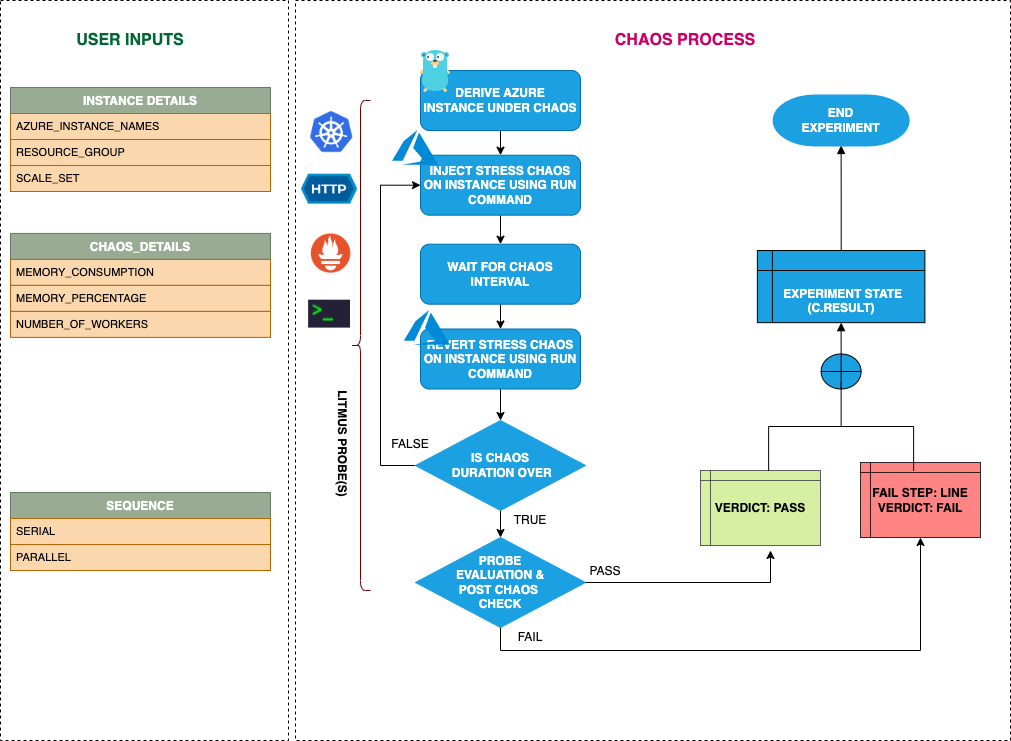 USER INPUTS
INSTANCE DETAILS
AZURE_INSTANCE_NAMES
RESOURCE_GROUP
SCALE_SET
CHAOS_DETAILS
MEMORY_CONSUMPTION
MEMORY_PERCENTAGE
NUMBER_OF_WORKERS
SEQUENCE
SERIAL
PARALLEL
CHAOS PROCESS
HTTP
>_
LITMUS PROBE(S)
DERIVE AZURE
INSTANCE UNDER CHAOS
INJECT STRESS CHAOS
ON INSTANCE USING RUN
COMMAND
WAIT FOR CHAOS
INTERVAL
REVERT STRESS CHAOS
ON INSTANCE USING RUN
COMMAND
FALSE
IS CHAOS
DURATION OVER
TRUE
PROBE
EVALUATION &
POST CHAOS
CHECK
PASS
FAIL
END
EXPERIMENT
EXPERIMENT STATE
(C.RESULT)
VERDICT: PASS
FAIL STEP: LINE
VERDICT: FAIL